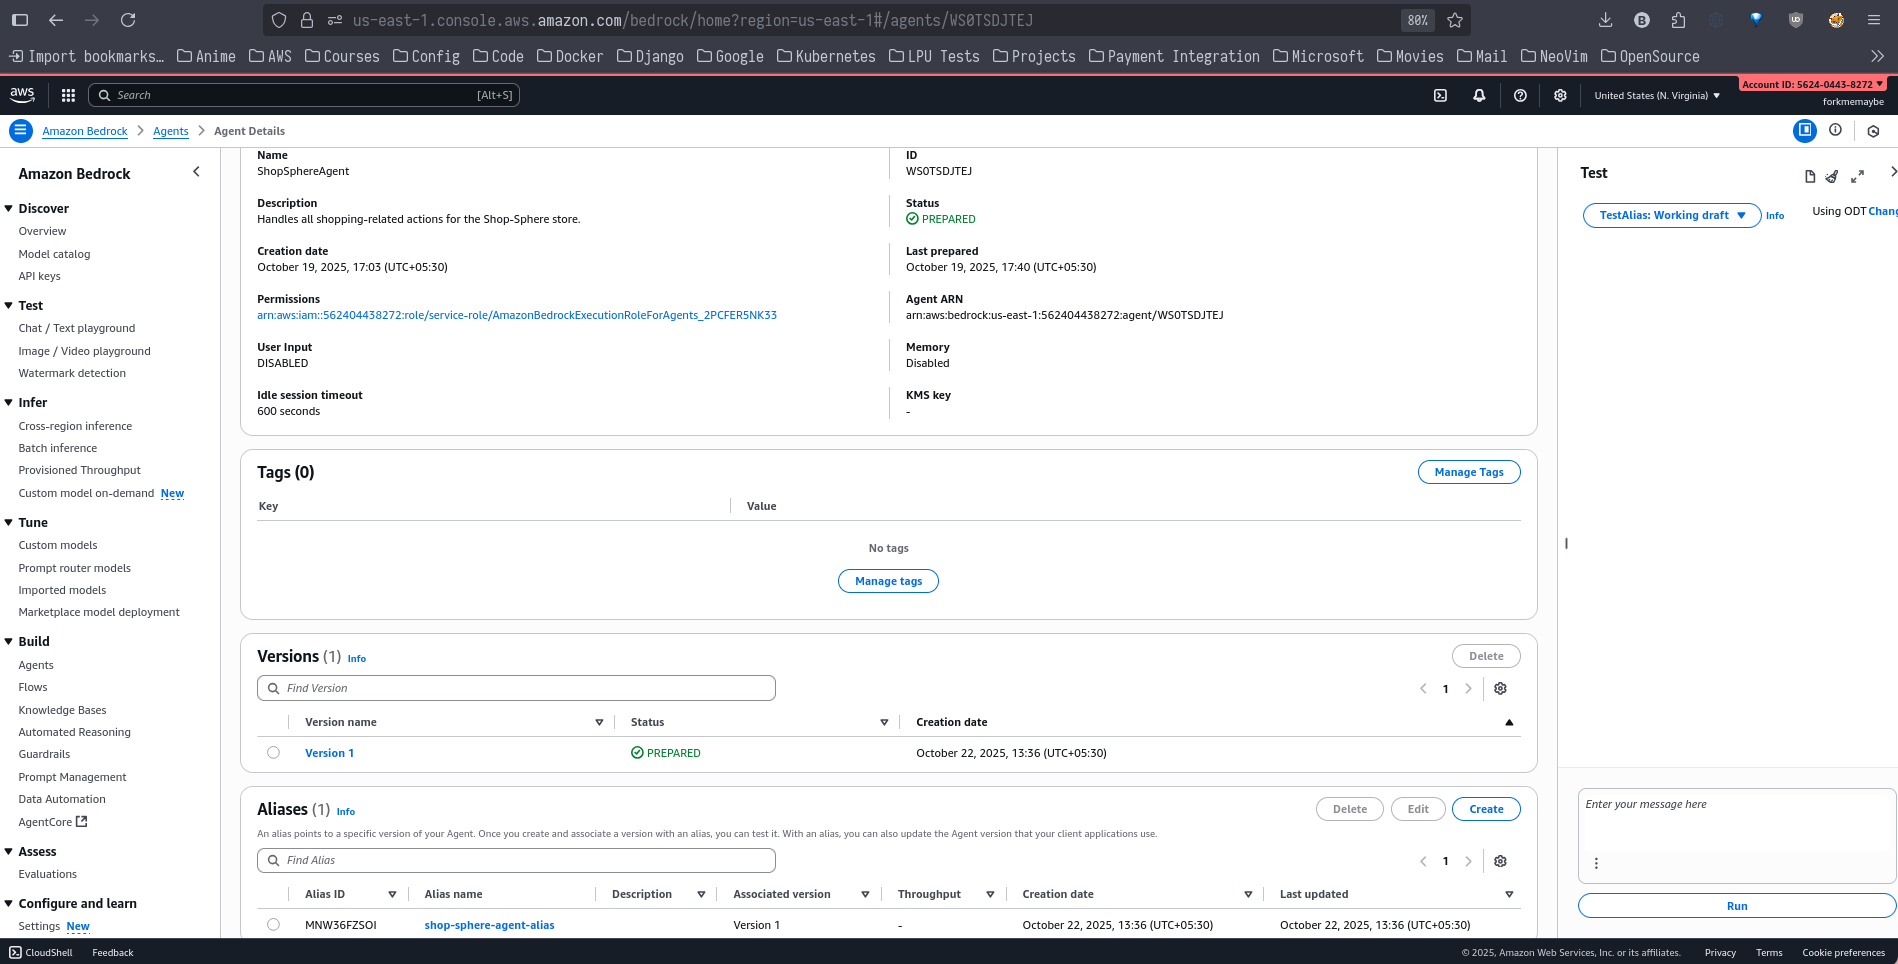 us-east-1.console.aws.amazon.com/bedrock/home?region=us-east-1#/agents/WS0TSDJTEJ
80%
Import bookmarks… Anime AWS Courses Config Code Docker Django Google Kubernetes LPU Tests Projects Payment Integration Microsoft Movies Mail NeoVim OpenSource
aws Search [Alt+S] United States (N. Virginia) Account ID: 5624-0443-8272
forkmemaybe
Amazon Bedrock Agents Agent Details
Amazon Bedrock
Discover
Overview
Model catalog
API keys
Test
Chat / Text playground
Image / Video playground
Watermark detection
Infer
Cross-region inference
Batch inference
Provisioned Throughput
Custom model on-demand New
Tune
Custom models
Prompt router models
Imported models
Marketplace model deployment
Build
Agents
Flows
Knowledge Bases
Automated Reasoning
Guardrails
Prompt Management
Data Automation
AgentCore
Assess
Evaluations
Configure and learn
Settings New
Name
ShopSphereAgent
ID
WS0TSDJTEJ
Description
Handles all shopping-related actions for the Shop-Sphere store.
Status
PREPARED
Creation date
October 19, 2025, 17:03 (UTC+05:30)
Last prepared
October 19, 2025, 17:40 (UTC+05:30)
Permissions
arn:aws:iam::562404438272:role/service-role/AmazonBedrockExecutionRoleForAgents_2PCFER5NK33
Agent ARN
arn:aws:bedrock:us-east-1:562404438272:agent/WS0TSDJTEJ
User Input
DISABLED
Memory
Disabled
Idle session timeout
600 seconds
KMS key
-
Tags (0)
Manage Tags
Key Value
No tags
Manage tags
Versions (1) Info
Delete
Find Version
1
Version name Status Creation date
Version 1 PREPARED October 22, 2025, 13:36 (UTC+05:30)
Aliases (1) Info
Delete Edit Create
An alias points to a specific version of your Agent. Once you create and associate a version with an alias, you can test it. With an alias, you can also update the Agent version that your client applications use.
Find Alias
1
Alias ID Alias name Description Associated version Throughput Creation date Last updated
MNW36FZSOI shop-sphere-agent-alias Version 1 - October 22, 2025, 13:36 (UTC+05:30) October 22, 2025, 13:36 (UTC+05:30)
Test
TestAlias: Working draft Info Using ODT Chang
Enter your message here
Run
CloudShell Feedback © 2025, Amazon Web Services, Inc. or its affiliates. Privacy Terms Cookie preferences